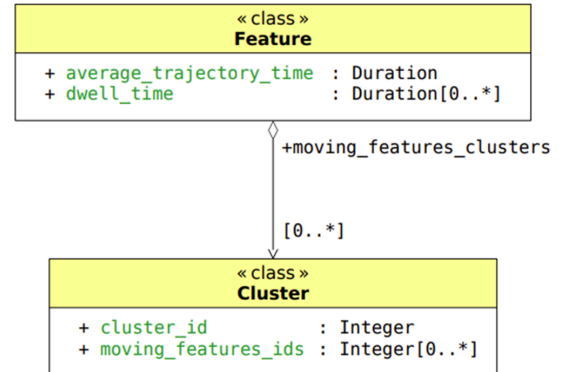 « class »
Feature
+ average_trajectory_time : Duration
+ dwell_time : Duration[0..*]
+moving_features_clusters
[0..*]
« class »
Cluster
+ cluster_id : Integer
+ moving_features_ids : Integer[0..*]